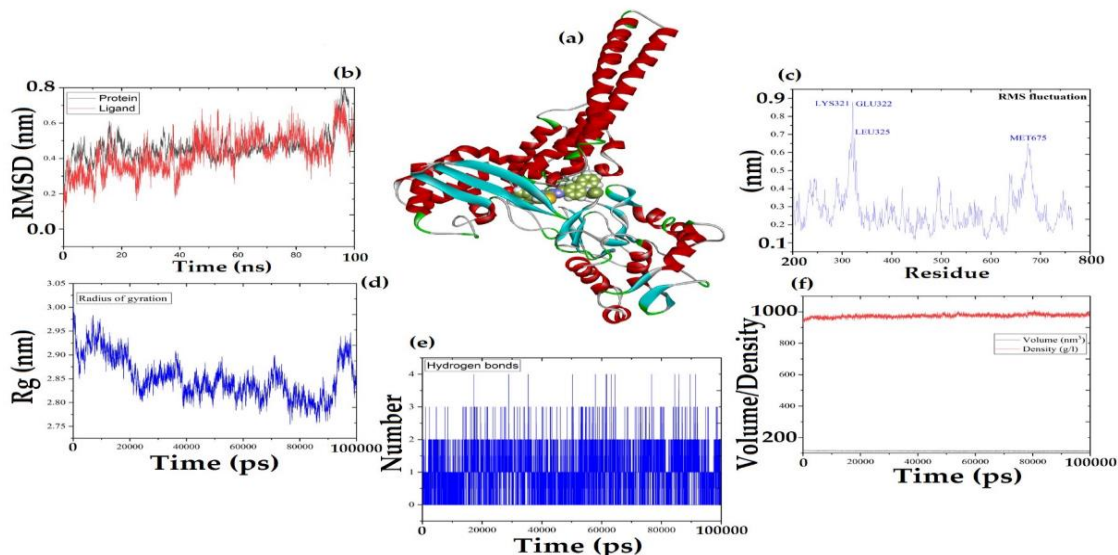 (a)
(b)
0.8
0.6
0.4
0.2
0.0
RMSD (nm)
Protein
Ligand
0
20
40
60
80
100
Time (ns)
(c)
RMS fluctuation
LYS321
GLU322
LEU325
MET675
0.9
0.8
0.7
0.6
0.5
0.4
0.3
0.2
0.1
(nm)
200
300
400
500
600
700
800
Residue
(d)
3.05
3.00
2.95
2.90
2.85
2.80
2.75
Rg (nm)
Radius of gyration
0
20000
40000
60000
80000
100000
Time (ps)
(e)
Hydrogen bonds
4
3
2
1
0
Number
0
20000
40000
60000
80000
100000
Time (ps)
(f)
1000
800
600
400
200
Volume/Density
Volume (nm³)
Density (g/l)
0
20000
40000
60000
80000
100000
Time (ps)